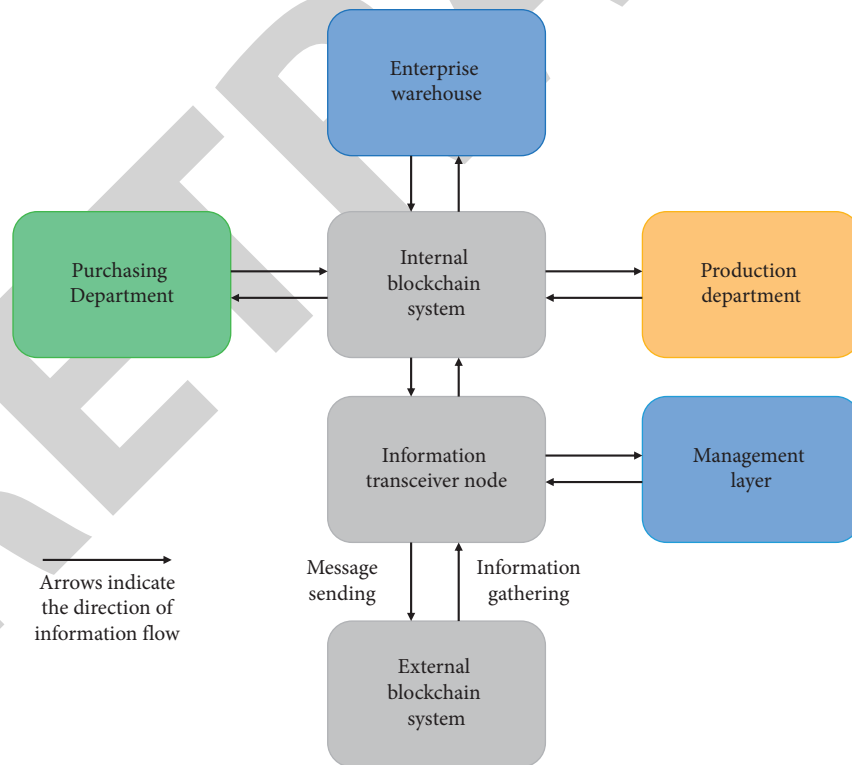 Enterprise
warehouse
Purchasing
Department
Internal
blockchain
system
Production
department
Information
transceiver node
Management
layer
Arrows indicate
the direction of
information flow
Message
sending
Information
gathering
External
blockchain
system